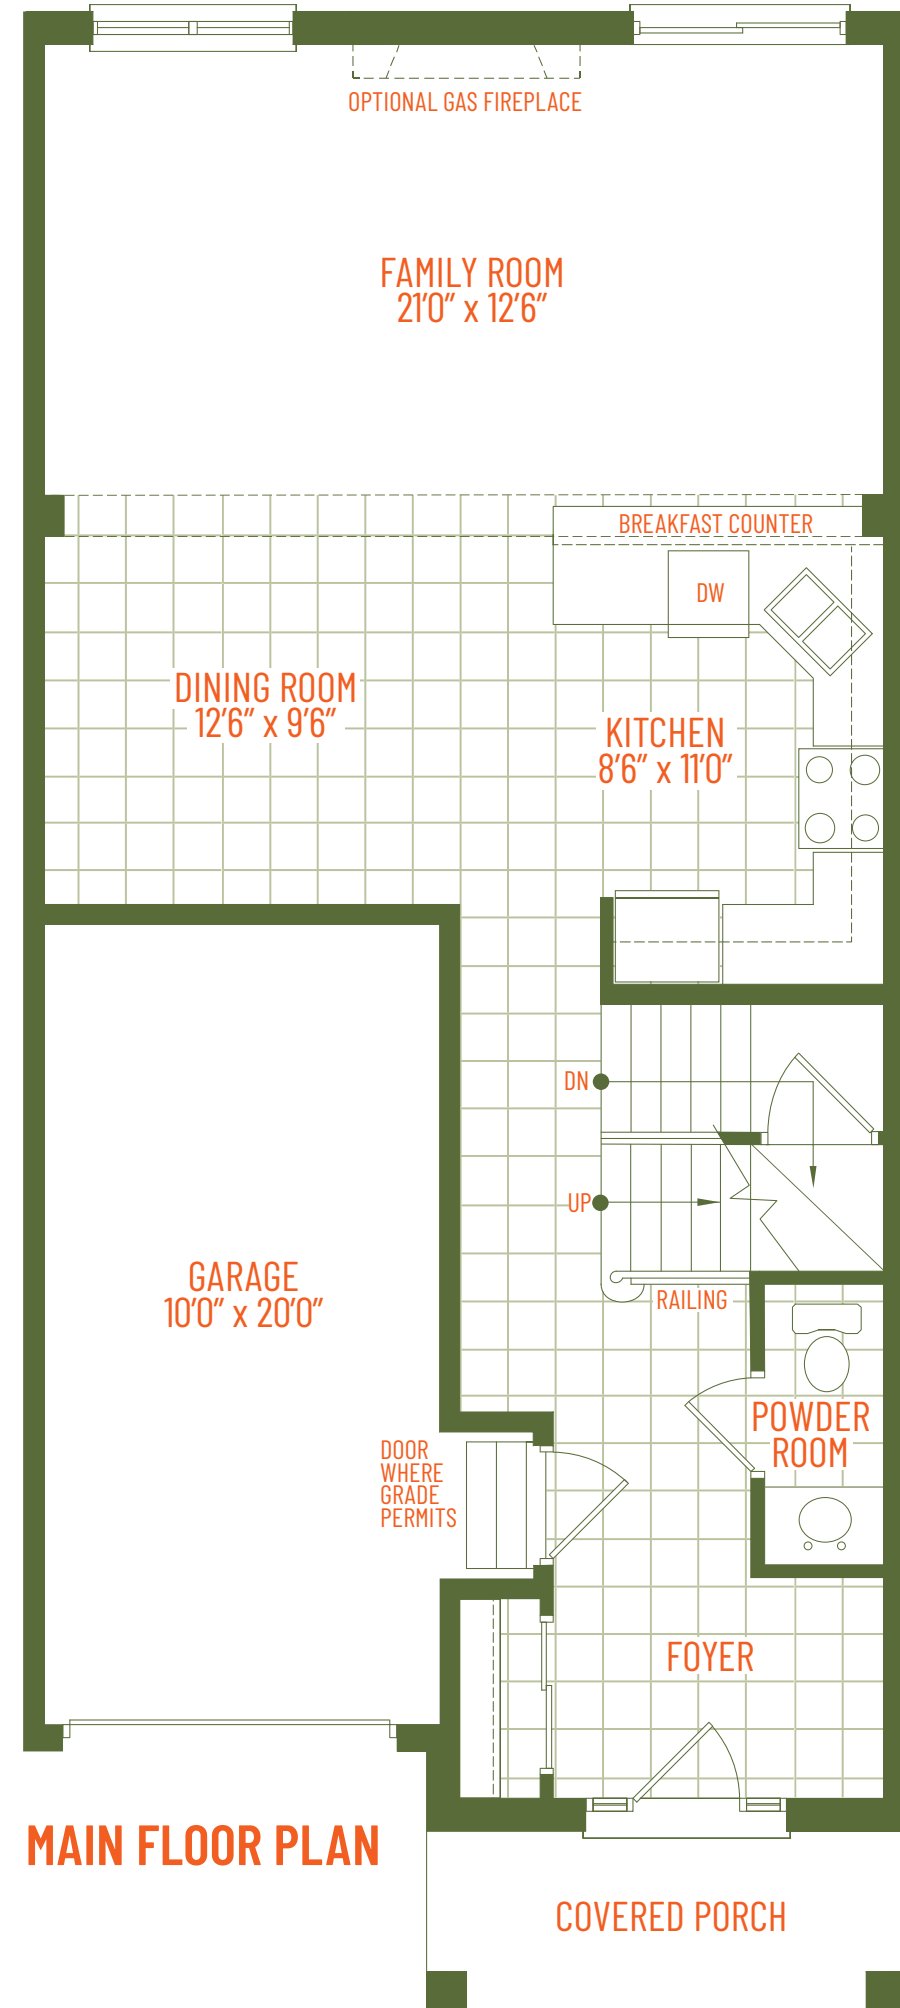 OPTIONAL GAS FIREPLACE
FAMILY ROOM
21'0" x 12'6"
BREAKFAST COUNTER
DW
DINING ROOM
12'6" x 9'6"
KITCHEN
8'6" x 11'0"
DN
UP
RAILING
GARAGE
10'0" x 20'0"
POWDER
ROOM
DOOR
WHERE
GRADE
PERMITS
FOYER
MAIN FLOOR PLAN
COVERED PORCH